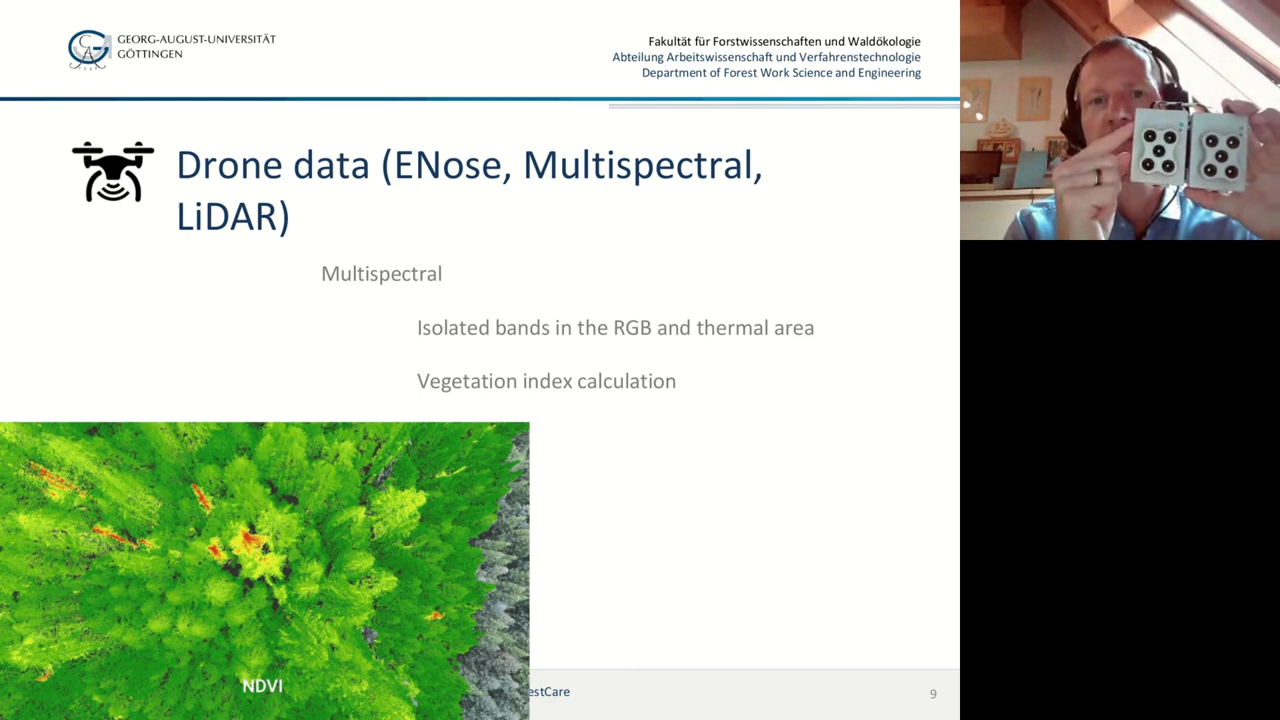 GEORG-AUGUST-UNIVERSITÄT
GÖTTINGEN
Fakultät für Forstwissenschaften und Waldökologie
Abteilung Arbeitswissenschaft und Verfahrenstechnologie
Department of Forest Work Science and Engineering
Drone data (ENose, Multispectral,
LiDAR)
Multispectral
Isolated bands in the RGB and thermal area
Vegetation index calculation
NDVI
estCare
9